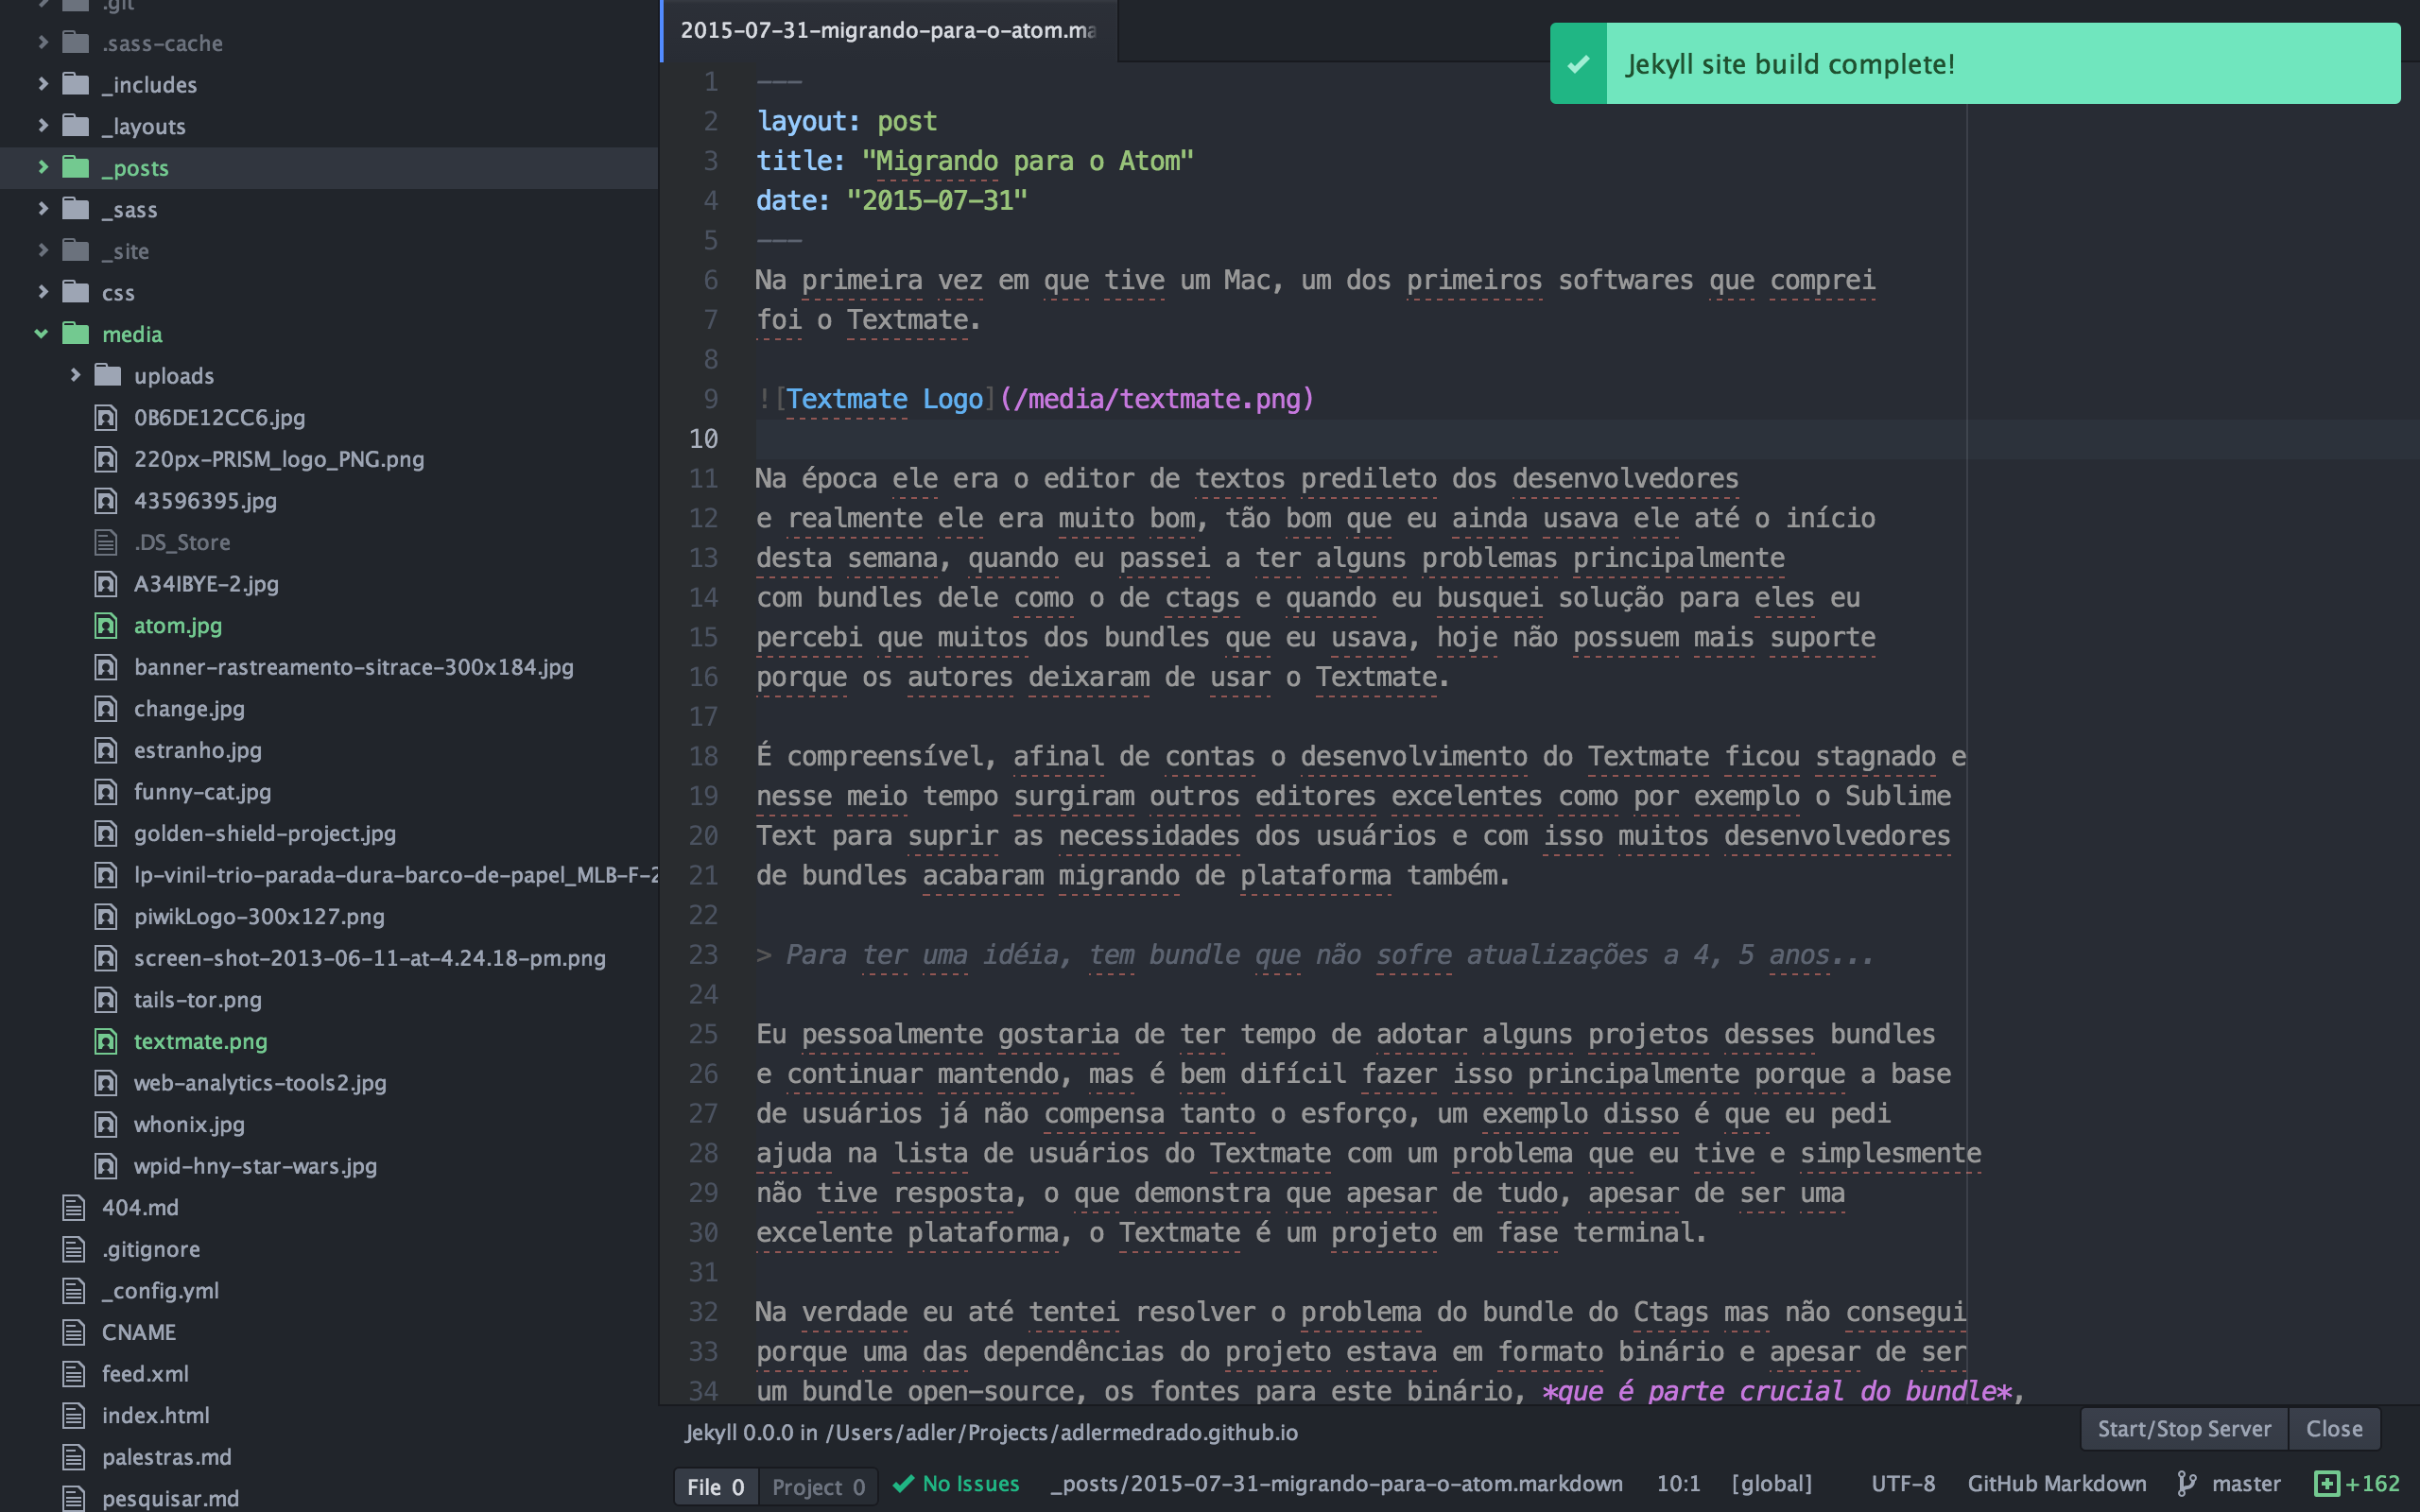 .git
.sass-cache
_includes
_layouts
_posts
_sass
_site
css
media
uploads
0B6DE12CC6.jpg
220px-PRISM_logo_PNG.png
43596395.jpg
.DS_Store
A34IBYE-2.jpg
atom.jpg
banner-rastreamento-sitrace-300x184.jpg
change.jpg
estranho.jpg
funny-cat.jpg
golden-shield-project.jpg
lp-vinil-trio-parada-dura-barco-de-papel_MLB-F-2
piwikLogo-300x127.png
screen-shot-2013-06-11-at-4.24.18-pm.png
tails-tor.png
textmate.png
web-analytics-tools2.jpg
whonix.jpg
wpid-hny-star-wars.jpg
404.md
.gitignore
_config.yml
CNAME
feed.xml
index.html
palestras.md
pesquisar.md
2015-07-31-migrando-para-o-atom.ma
Jekyll site build complete!
1 ---
2 layout: post
3 title: "Migrando para o Atom"
4 date: "2015-07-31"
5 ---
6 Na primeira vez em que tive um Mac, um dos primeiros softwares que comprei
7 foi o Textmate.
8
9 ![Textmate Logo](/media/textmate.png)
10
11 Na época ele era o editor de textos predileto dos desenvolvedores
12 e realmente ele era muito bom, tão bom que eu ainda usava ele até o início
13 desta semana, quando eu passei a ter alguns problemas principalmente
14 com bundles dele como o de ctags e quando eu busquei solução para eles eu
15 percebi que muitos dos bundles que eu usava, hoje não possuem mais suporte
16 porque os autores deixaram de usar o Textmate.
17
18 É compreensível, afinal de contas o desenvolvimento do Textmate ficou stagnado e
19 nesse meio tempo surgiram outros editores excelentes como por exemplo o Sublime
20 Text para suprir as necessidades dos usuários e com isso muitos desenvolvedores
21 de bundles acabaram migrando de plataforma também.
22
23 > Para ter uma idéia, tem bundle que não sofre atualizações a 4, 5 anos...
24
25 Eu pessoalmente gostaria de ter tempo de adotar alguns projetos desses bundles
26 e continuar mantendo, mas é bem difícil fazer isso principalmente porque a base
27 de usuários já não compensa tanto o esforço, um exemplo disso é que eu pedi
28 ajuda na lista de usuários do Textmate com um problema que eu tive e simplesmente
29 não tive resposta, o que demonstra que apesar de tudo, apesar de ser uma
30 excelente plataforma, o Textmate é um projeto em fase terminal.
31
32 Na verdade eu até tentei resolver o problema do bundle do Ctags mas não consegui
33 porque uma das dependências do projeto estava em formato binário e apesar de ser
34 um bundle open-source, os fontes para este binário, *que é parte crucial do bundle*,
Jekyll 0.0.0 in /Users/adler/Projects/adlermedrado.github.io
Start/Stop Server Close
File 0 Project 0 No Issues _posts/2015-07-31-migrando-para-o-atom.markdown 10:1 [global] UTF-8 GitHub Markdown master +162